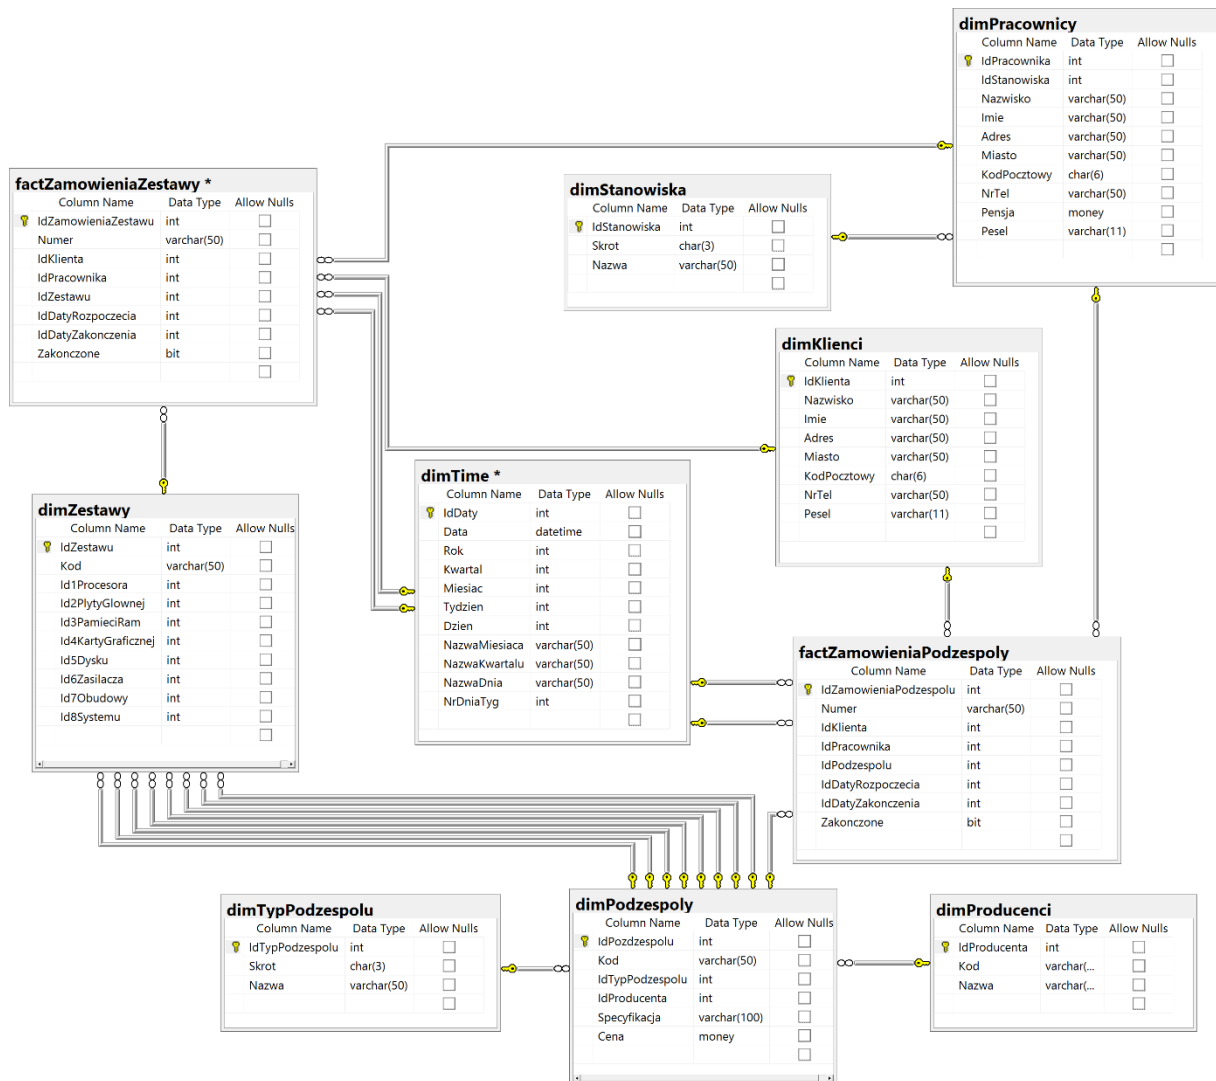 dimPracownicy
Column Name Data Type Allow Nulls
IdPracownika int
IdStanowiska int
Nazwisko varchar(50)
Imie varchar(50)
Adres varchar(50)
Miasto varchar(50)
KodPocztowy char(6)
NrTel varchar(50)
Pensja money
Pesel varchar(11)
factZamowieniaZestawy *
Column Name Data Type Allow Nulls
IdZamowieniaZestawu int
Numer varchar(50)
IdKlienta int
IdPracownika int
IdZestawu int
IdDatyRozpoczecia int
IdDatyZakonczenia int
Zakonczone bit
dimStanowiska
Column Name Data Type Allow Nulls
IdStanowiska int
Skrot char(3)
Nazwa varchar(50)
dimKlienci
Column Name Data Type Allow Nulls
IdKlienta int
Nazwisko varchar(50)
Imie varchar(50)
Adres varchar(50)
Miasto varchar(50)
KodPocztowy char(6)
NrTel varchar(50)
Pesel varchar(11)
dimTime *
Column Name Data Type Allow Nulls
IdDaty int
Data datetime
Rok int
Kwartal int
Miesiac int
Tydzien int
Dzien int
NazwaMiesiaca varchar(50)
NazwaKwartalu varchar(50)
NazwaDnia varchar(50)
NrDniaTyg int
dimZestawy
Column Name Data Type Allow Nulls
IdZestawu int
Kod varchar(50)
Id1Procesora int
Id2PlytyGlownej int
Id3PamieciRam int
Id4KartyGraficznej int
Id5Dysku int
Id6Zasilacza int
Id7Obudowy int
Id8Systemu int
factZamowieniaPodzespoly
Column Name Data Type Allow Nulls
IdZamowieniaPodzespolu int
Numer varchar(50)
IdKlienta int
IdPracownika int
IdPodzespolu int
IdDatyRozpoczecia int
IdDatyZakonczenia int
Zakonczone bit
dimTypPodzespolu
Column Name Data Type Allow Nulls
IdTypPodzespolu int
Skrot char(3)
Nazwa varchar(50)
dimPodzespoly
Column Name Data Type Allow Nulls
IdPozdzespolu int
Kod varchar(50)
IdTypPodzespolu int
IdProducenta int
Specyfikacja varchar(100)
Cena money
dimProducenci
Column Name Data Type Allow Nulls
IdProducenta int
Kod varchar(...
Nazwa varchar(...